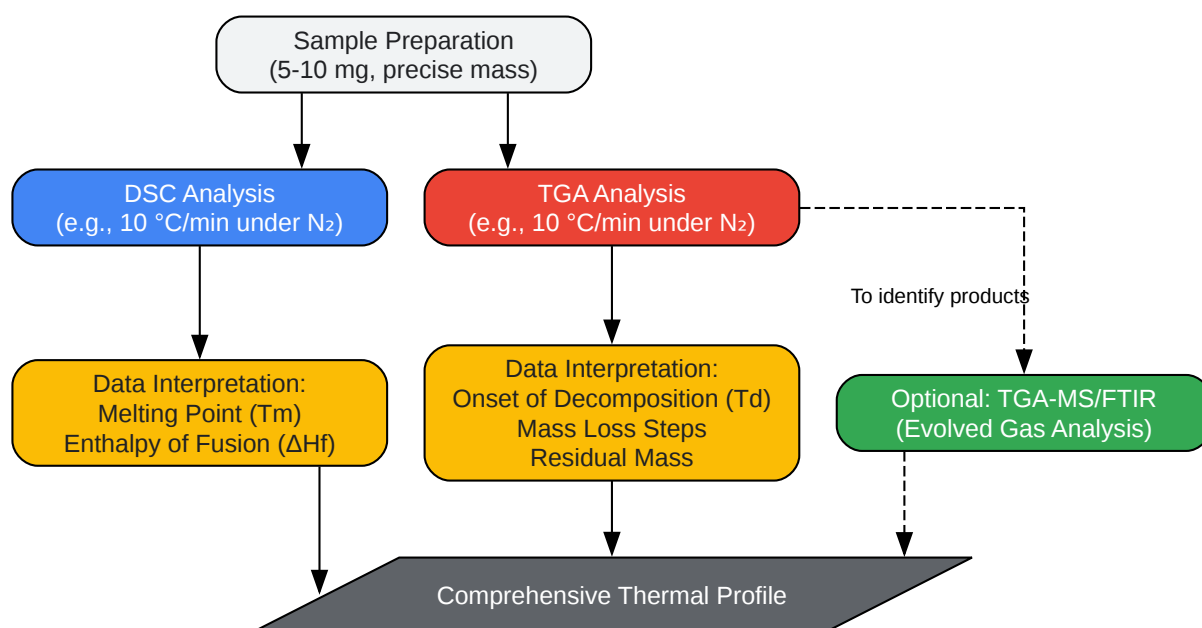 Sample Preparation
(5-10 mg, precise mass)
DSC Analysis
(e.g., 10 °C/min under N₂)
TGA Analysis
(e.g., 10 °C/min under N₂)
To identify products
Data Interpretation:
Melting Point (Tm)
Enthalpy of Fusion (ΔHf)
Data Interpretation:
Onset of Decomposition (Td)
Mass Loss Steps
Residual Mass
Optional: TGA-MS/FTIR
(Evolved Gas Analysis)
Comprehensive Thermal Profile